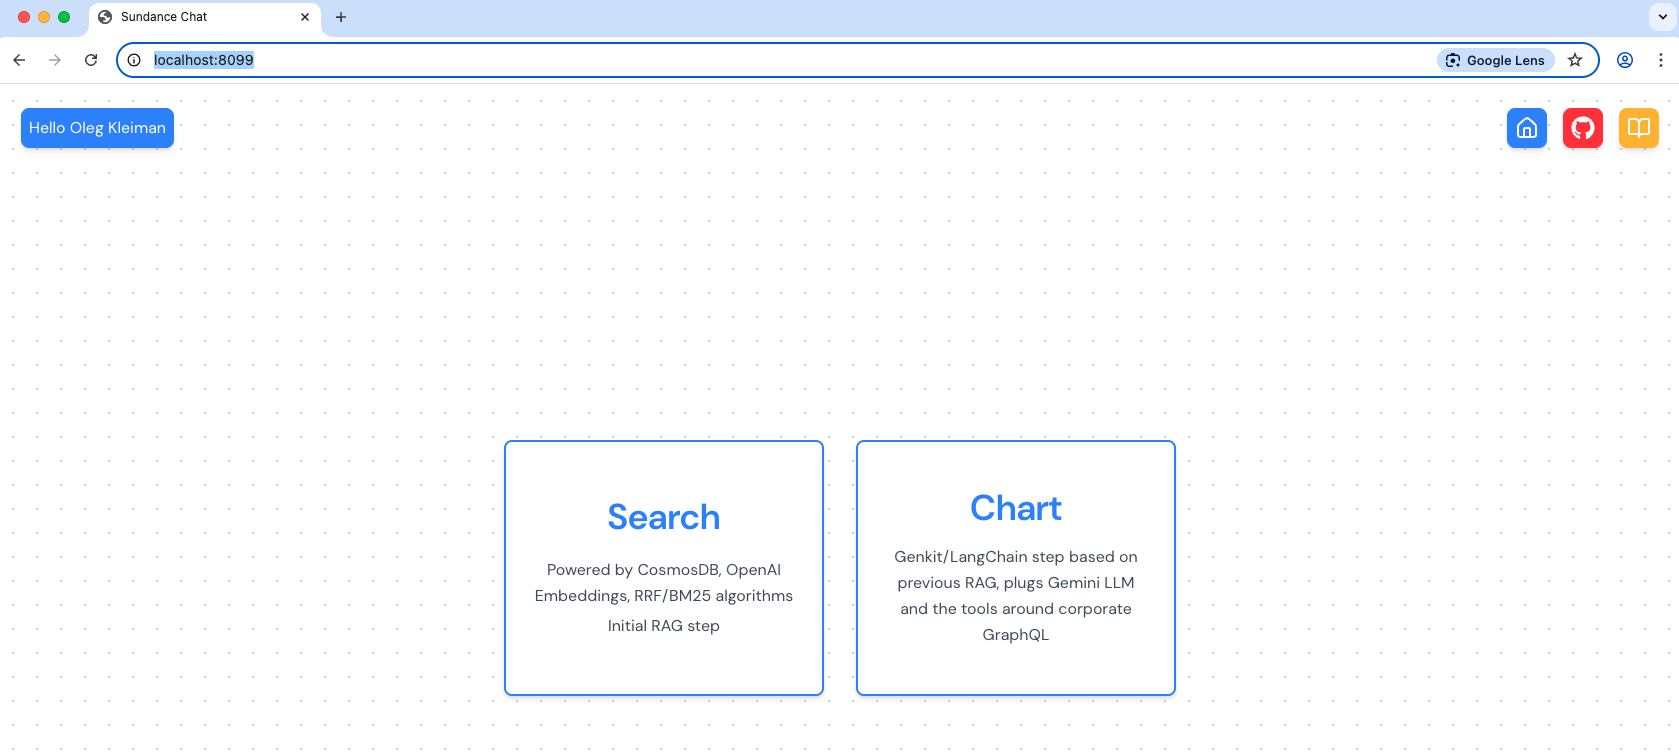 Sundance Chat
localhost:8099
Google Lens
Hello Oleg Kleiman
Search
Powered by CosmosDB, OpenAI
Embeddings, RRF/BM25 algorithms
Initial RAG step
Chart
Genkit/LangChain step based on
previous RAG, plugs Gemini LLM
and the tools around corporate
GraphQL